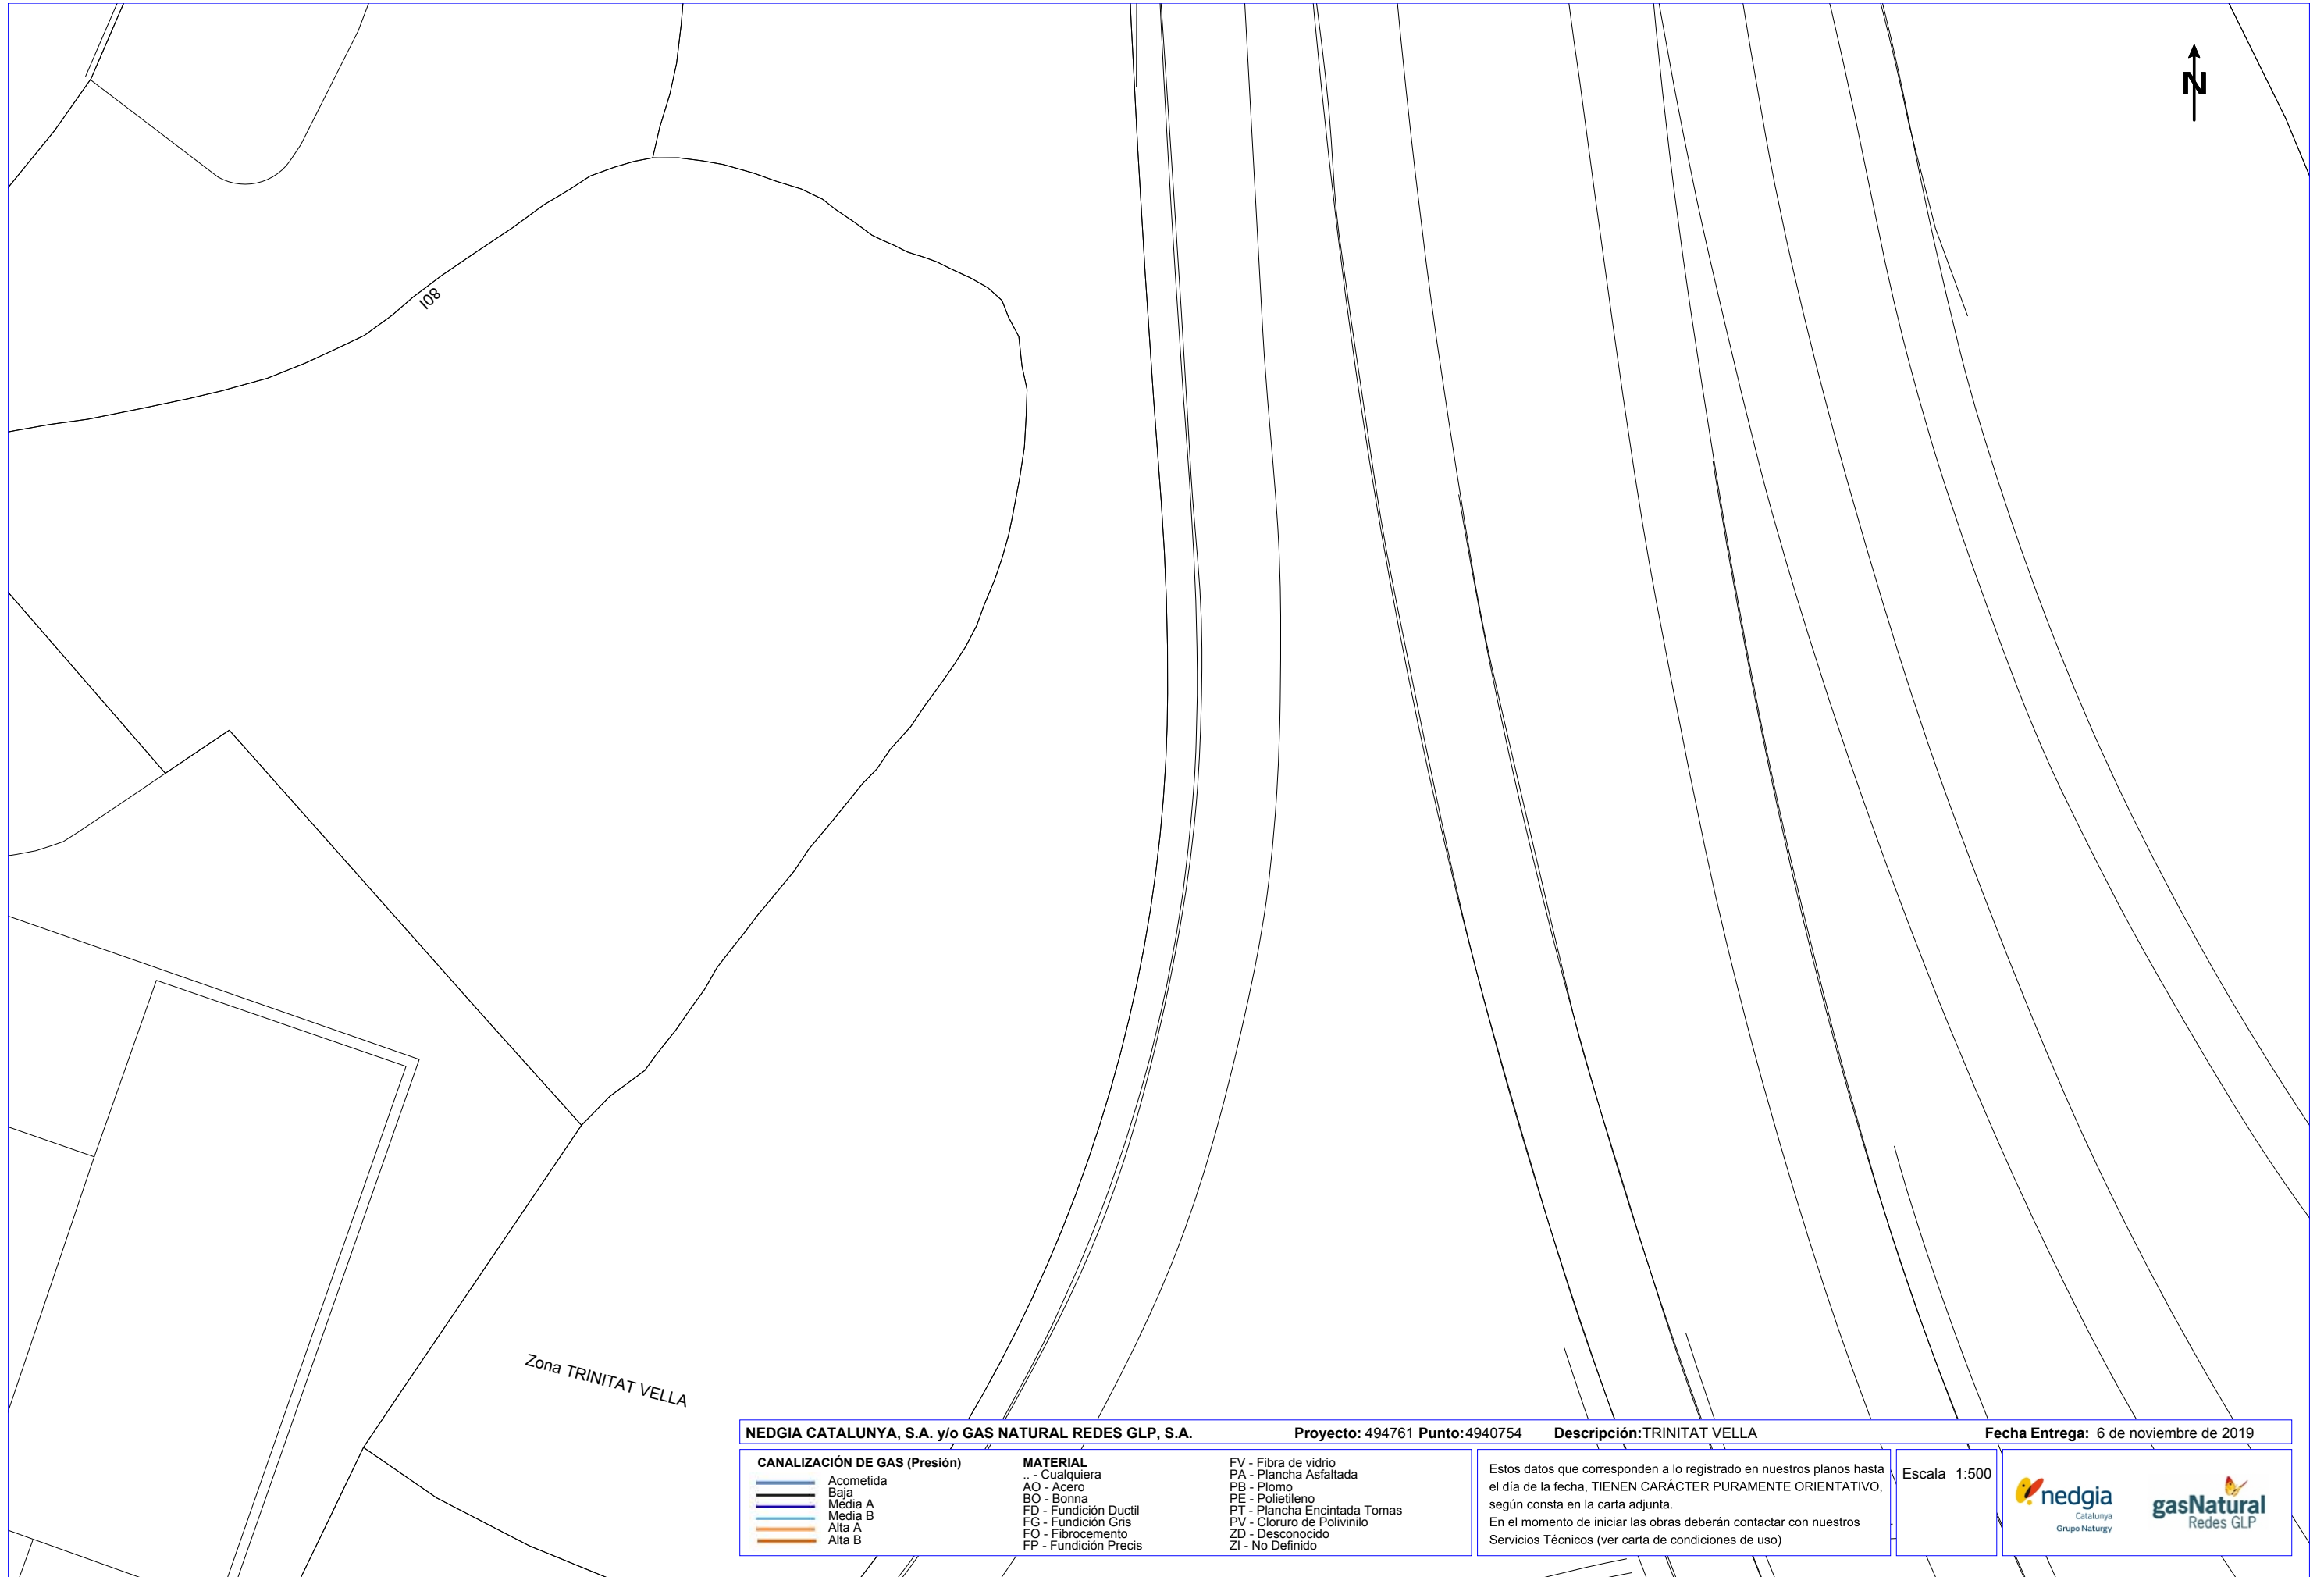 N
108
Zona TRINITAT VELLA
NEDGIA CATALUNYA, S.A. y/o GAS NATURAL REDES GLP, S.A. Proyecto: 494761 Punto:4940754 Descripción:TRINITAT VELLA Fecha Entrega: 6 de noviembre de 2019
CANALIZACIÓN DE GAS (Presión)
Acometida
Baja
Media A
Media B
Alta A
Alta B
MATERIAL
.. - Cualquiera
AO - Acero
BO - Bonna
FD - Fundición Ductil
FG - Fundición Gris
FO - Fibrocemento
FP - Fundición Precis
FV - Fibra de vidrio
PA - Plancha Asfaltada
PB - Plomo
PE - Polietileno
PT - Plancha Encintada Tomas
PV - Cloruro de Polivinilo
ZD - Desconocido
ZI - No Definido
Estos datos que corresponden a lo registrado en nuestros planos hasta
el día de la fecha, TIENEN CARÁCTER PURAMENTE ORIENTATIVO,
según consta en la carta adjunta.
En el momento de iniciar las obras deberán contactar con nuestros
Servicios Técnicos (ver carta de condiciones de uso)
Escala 1:500
nedgia
Catalunya
Grupo Naturgy
gasNatural
Redes GLP